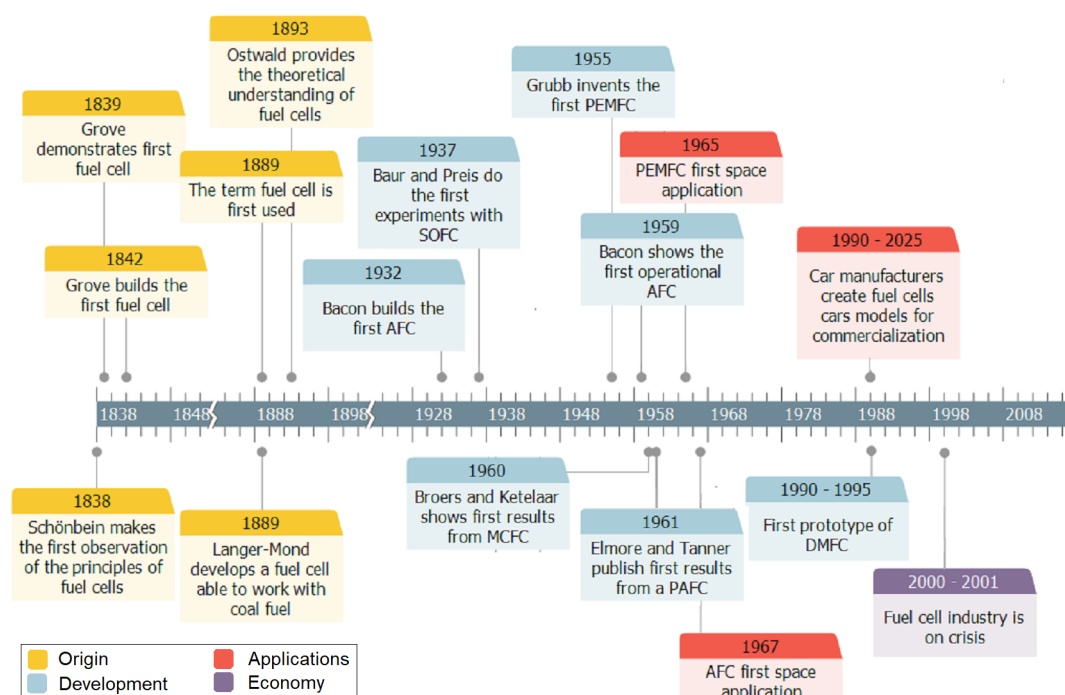 1893
Ostwald provides
the theoretical
understanding of
fuel cells
1839
Grove
demonstrates first
fuel cell
1889
The term fuel cell is
first used
1842
Grove builds the
first fuel cell
1937
Baur and Preis do
the first
experiments with
SOFC
1932
Bacon builds the
first AFC
1955
Grubb invents the
first PEMFC
1965
PEMFC first space
application
1959
Bacon shows the
first operational
AFC
1990 - 2025
Car manufacturers
create fuel cells
cars models for
commercialization
1838 1848 1888 1898 1928 1938 1948 1958 1968 1978 1988 1998 2008
1838
Schönbein makes
the first observation
of the principles of
fuel cells
1889
Langer-Mond
develops a fuel cell
able to work with
coal fuel
1960
Broers and Ketelaar
shows first results
from MCFC
1961
Elmore and Tanner
publish first results
from a PAFC
1990 - 1995
First prototype of
DMFC
2000 - 2001
Fuel cell industry is
on crisis
1967
AFC first space
application
Origin
Applications
Development
Economy